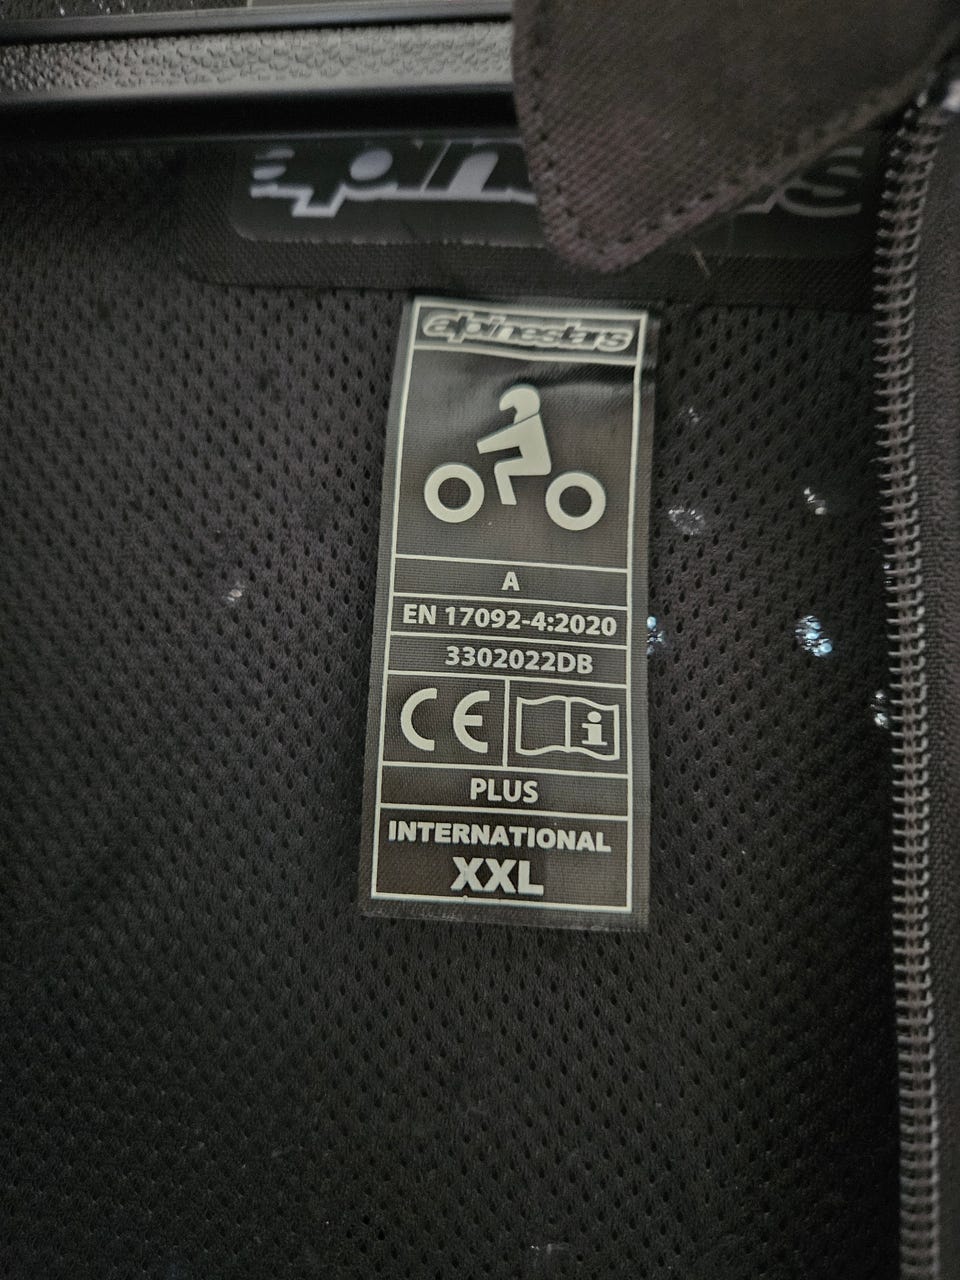 alpinestars
A
EN 17092-4:2020
3302022DB
CE
i
PLUS
INTERNATIONAL
XXL